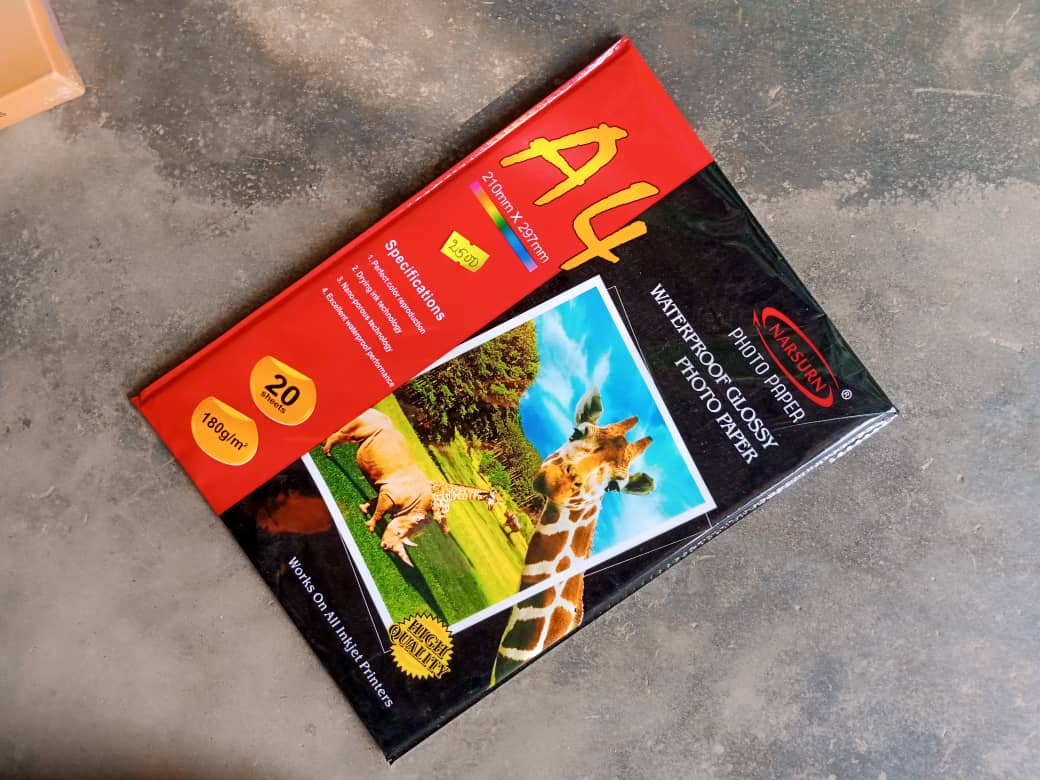 A4
210mm X 297mm
2500
Specifications
1. Perfect color reproduction
2. Drying ink technology
3. Nano-porous technology
4. Excellent waterproof performance
20
sheets
180g/m²
NARSURN®
PHOTO PAPER
WATERPROOF GLOSSY
PHOTO PAPER
HIGH
QUALITY
Works On All Inkjet Printers